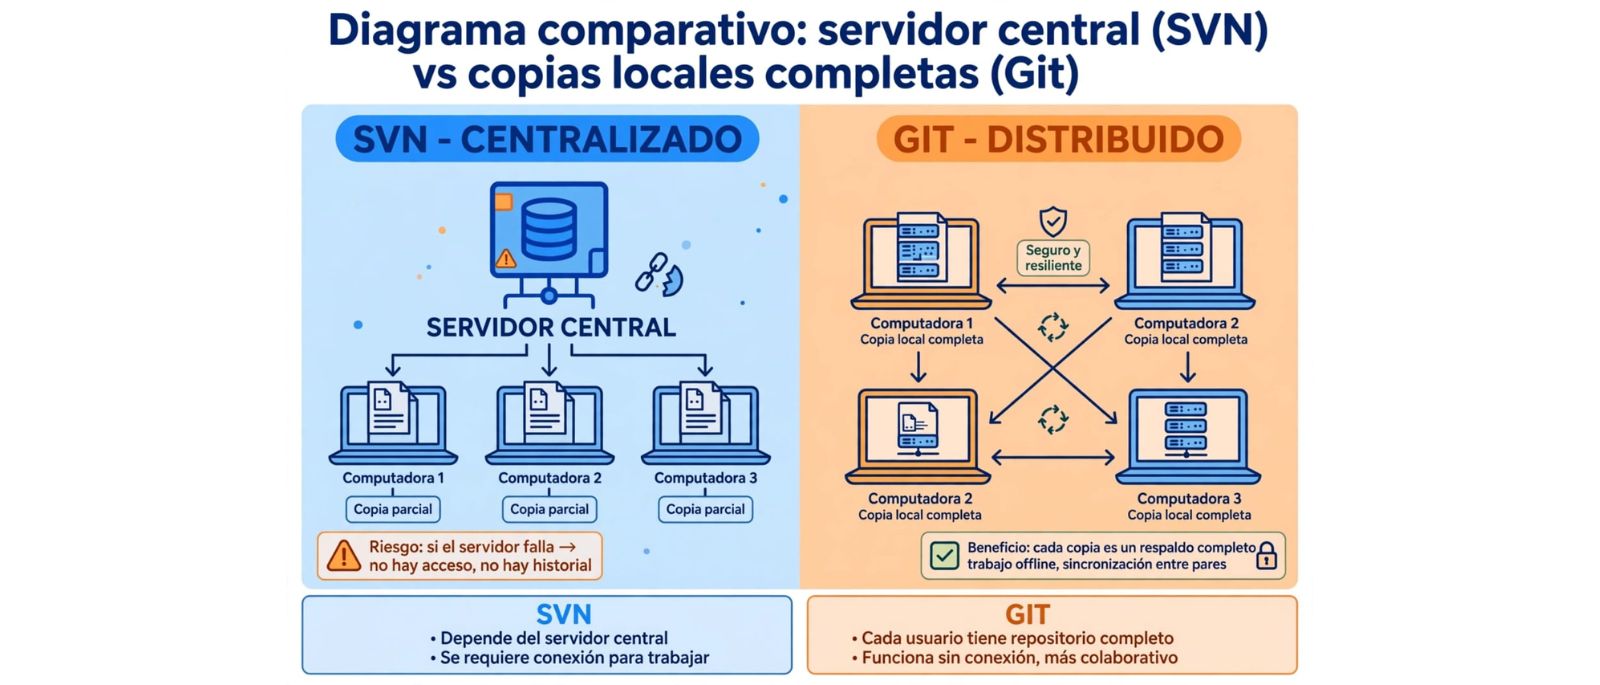 Diagrama comparativo: servidor central (SVN)
vs copias locales completas (Git)
SVN - CENTRALIZADO
SERVIDOR CENTRAL
Computadora 1
Copia parcial
Computadora 2
Copia parcial
Computadora 3
Copia parcial
Riesgo: si el servidor falla →
no hay acceso, no hay historial
GIT - DISTRIBUIDO
Seguro y
resiliente
Computadora 1
Copia local completa
Computadora 2
Copia local completa
Computadora 2
Copia local completa
Computadora 3
Copia local completa
Beneficio: cada copia es un respaldo completo
trabajo offline, sincronización entre pares
SVN
• Depende del servidor central
• Se requiere conexión para trabajar
GIT
• Cada usuario tiene repositorio completo
• Funciona sin conexión, más colaborativo